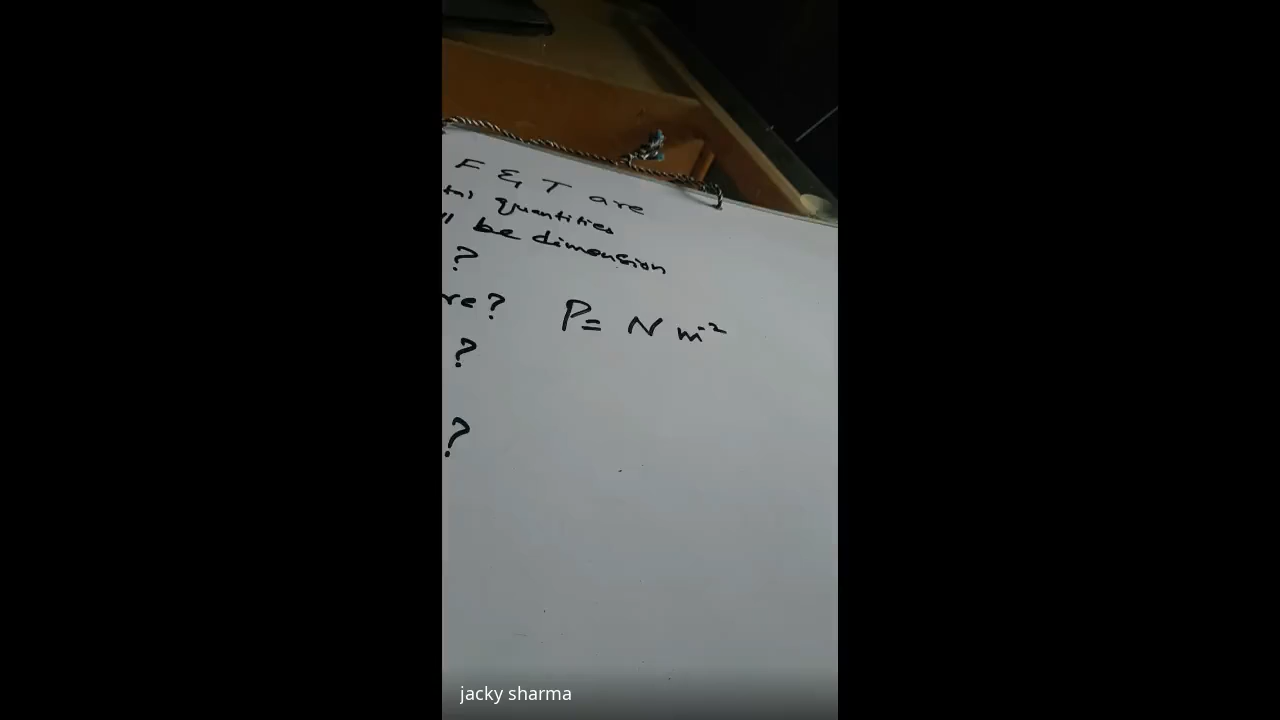 F & T are
quantities
be dimension
?
re?
P= N m⁻²
?
?
jacky sharma